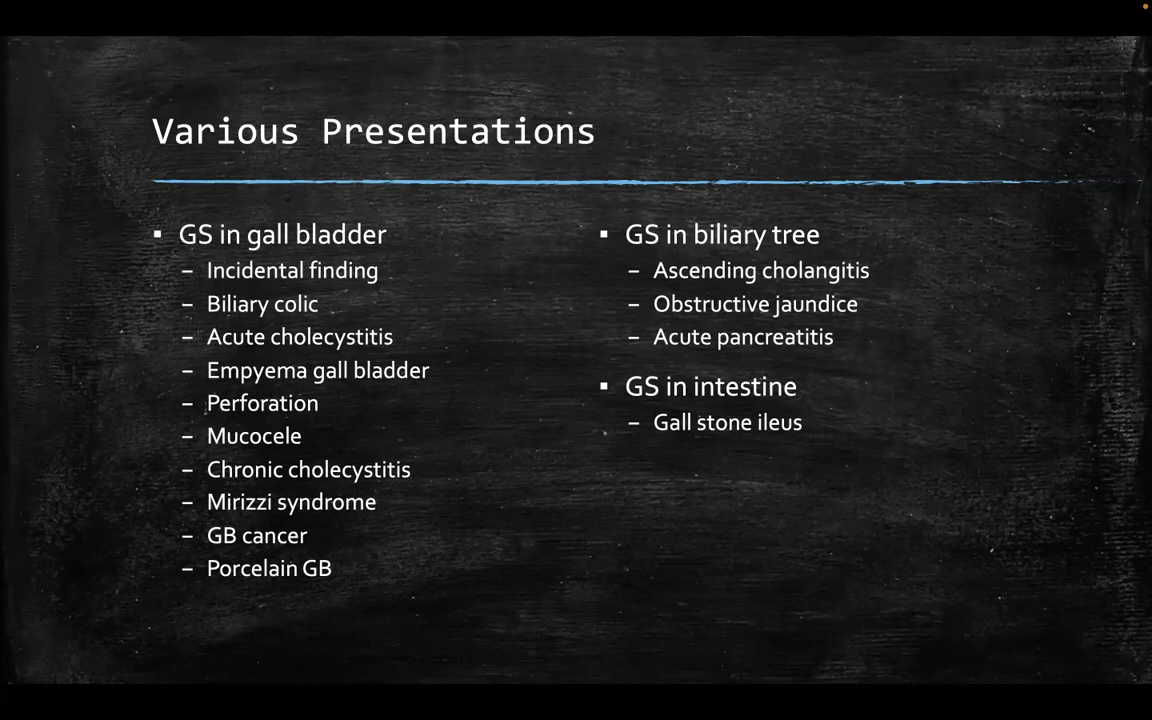 Various Presentations
▪ GS in gall bladder
– Incidental finding
– Biliary colic
– Acute cholecystitis
– Empyema gall bladder
– Perforation
– Mucocele
– Chronic cholecystitis
– Mirizzi syndrome
– GB cancer
– Porcelain GB
▪ GS in biliary tree
– Ascending cholangitis
– Obstructive jaundice
– Acute pancreatitis
▪ GS in intestine
– Gall stone ileus